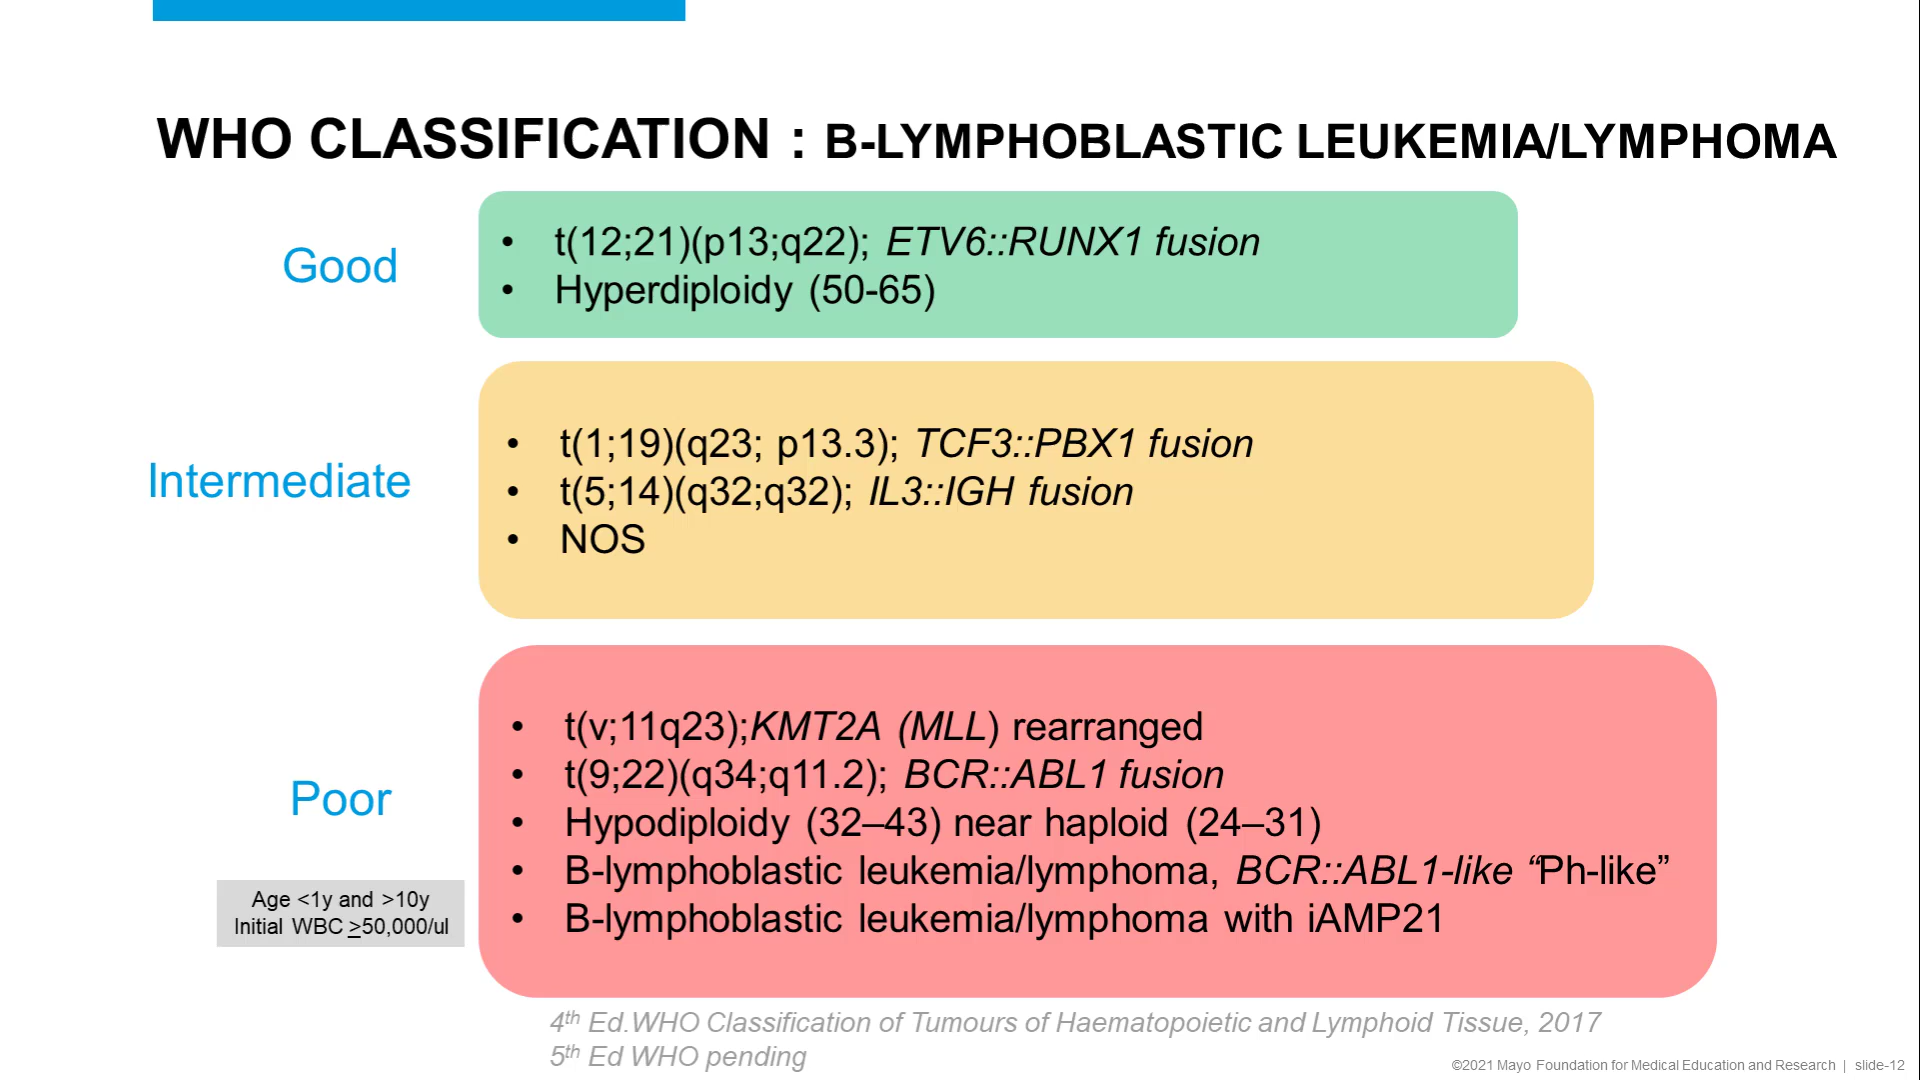 WHO CLASSIFICATION : B-LYMPHOBLASTIC LEUKEMIA/LYMPHOMA
Good
• t(12;21)(p13;q22); ETV6::RUNX1 fusion
• Hyperdiploidy (50-65)
Intermediate
• t(1;19)(q23; p13.3); TCF3::PBX1 fusion
• t(5;14)(q32;q32); IL3::IGH fusion
• NOS
Poor
Age <1y and >10y
Initial WBC ≥50,000/ul
• t(v;11q23);KMT2A (MLL) rearranged
• t(9;22)(q34;q11.2); BCR::ABL1 fusion
• Hypodiploidy (32–43) near haploid (24–31)
• B-lymphoblastic leukemia/lymphoma, BCR::ABL1-like “Ph-like”
• B-lymphoblastic leukemia/lymphoma with iAMP21
4th Ed.WHO Classification of Tumours of Haematopoietic and Lymphoid Tissue, 2017
5th Ed WHO pending
©2021 Mayo Foundation for Medical Education and Research | slide-12